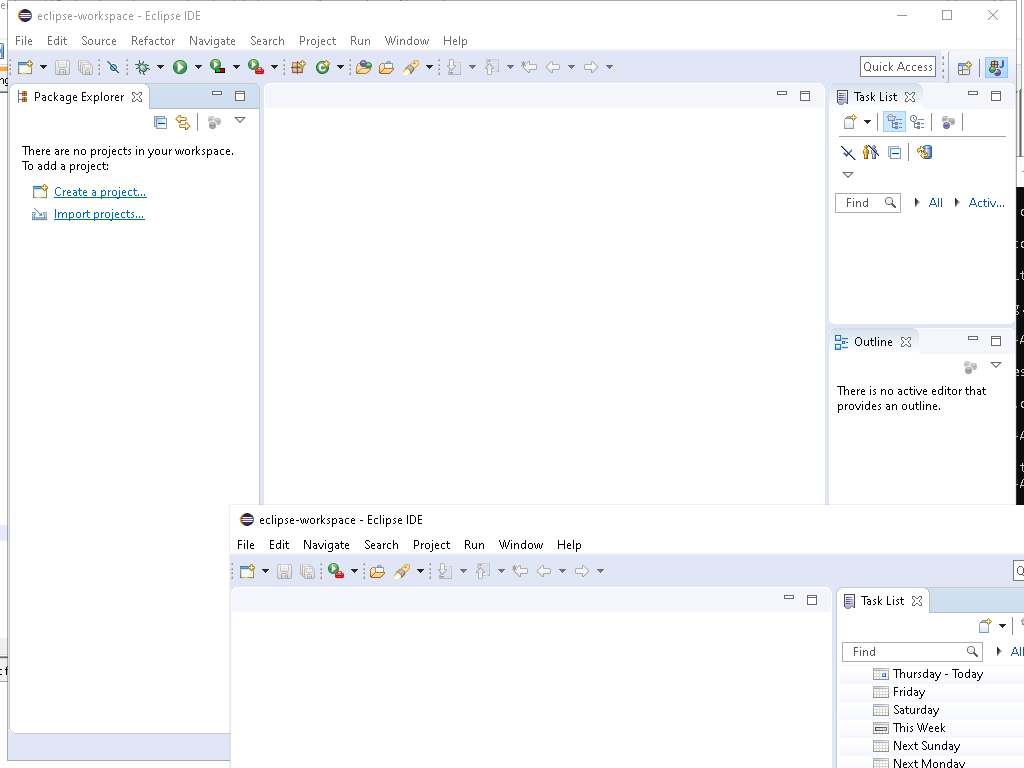 eclipse-workspace - Eclipse IDE
File Edit Source Refactor Navigate Search Project Run Window Help
Quick Access
Package Explorer
There are no projects in your workspace.
To add a project:
Create a project...
Import projects...
Task List
Find All Activ...
Outline
There is no active editor that
provides an outline.
eclipse-workspace - Eclipse IDE
File Edit Navigate Search Project Run Window Help
Task List
Find All
Thursday - Today
Friday
Saturday
This Week
Next Sunday
Next Monday